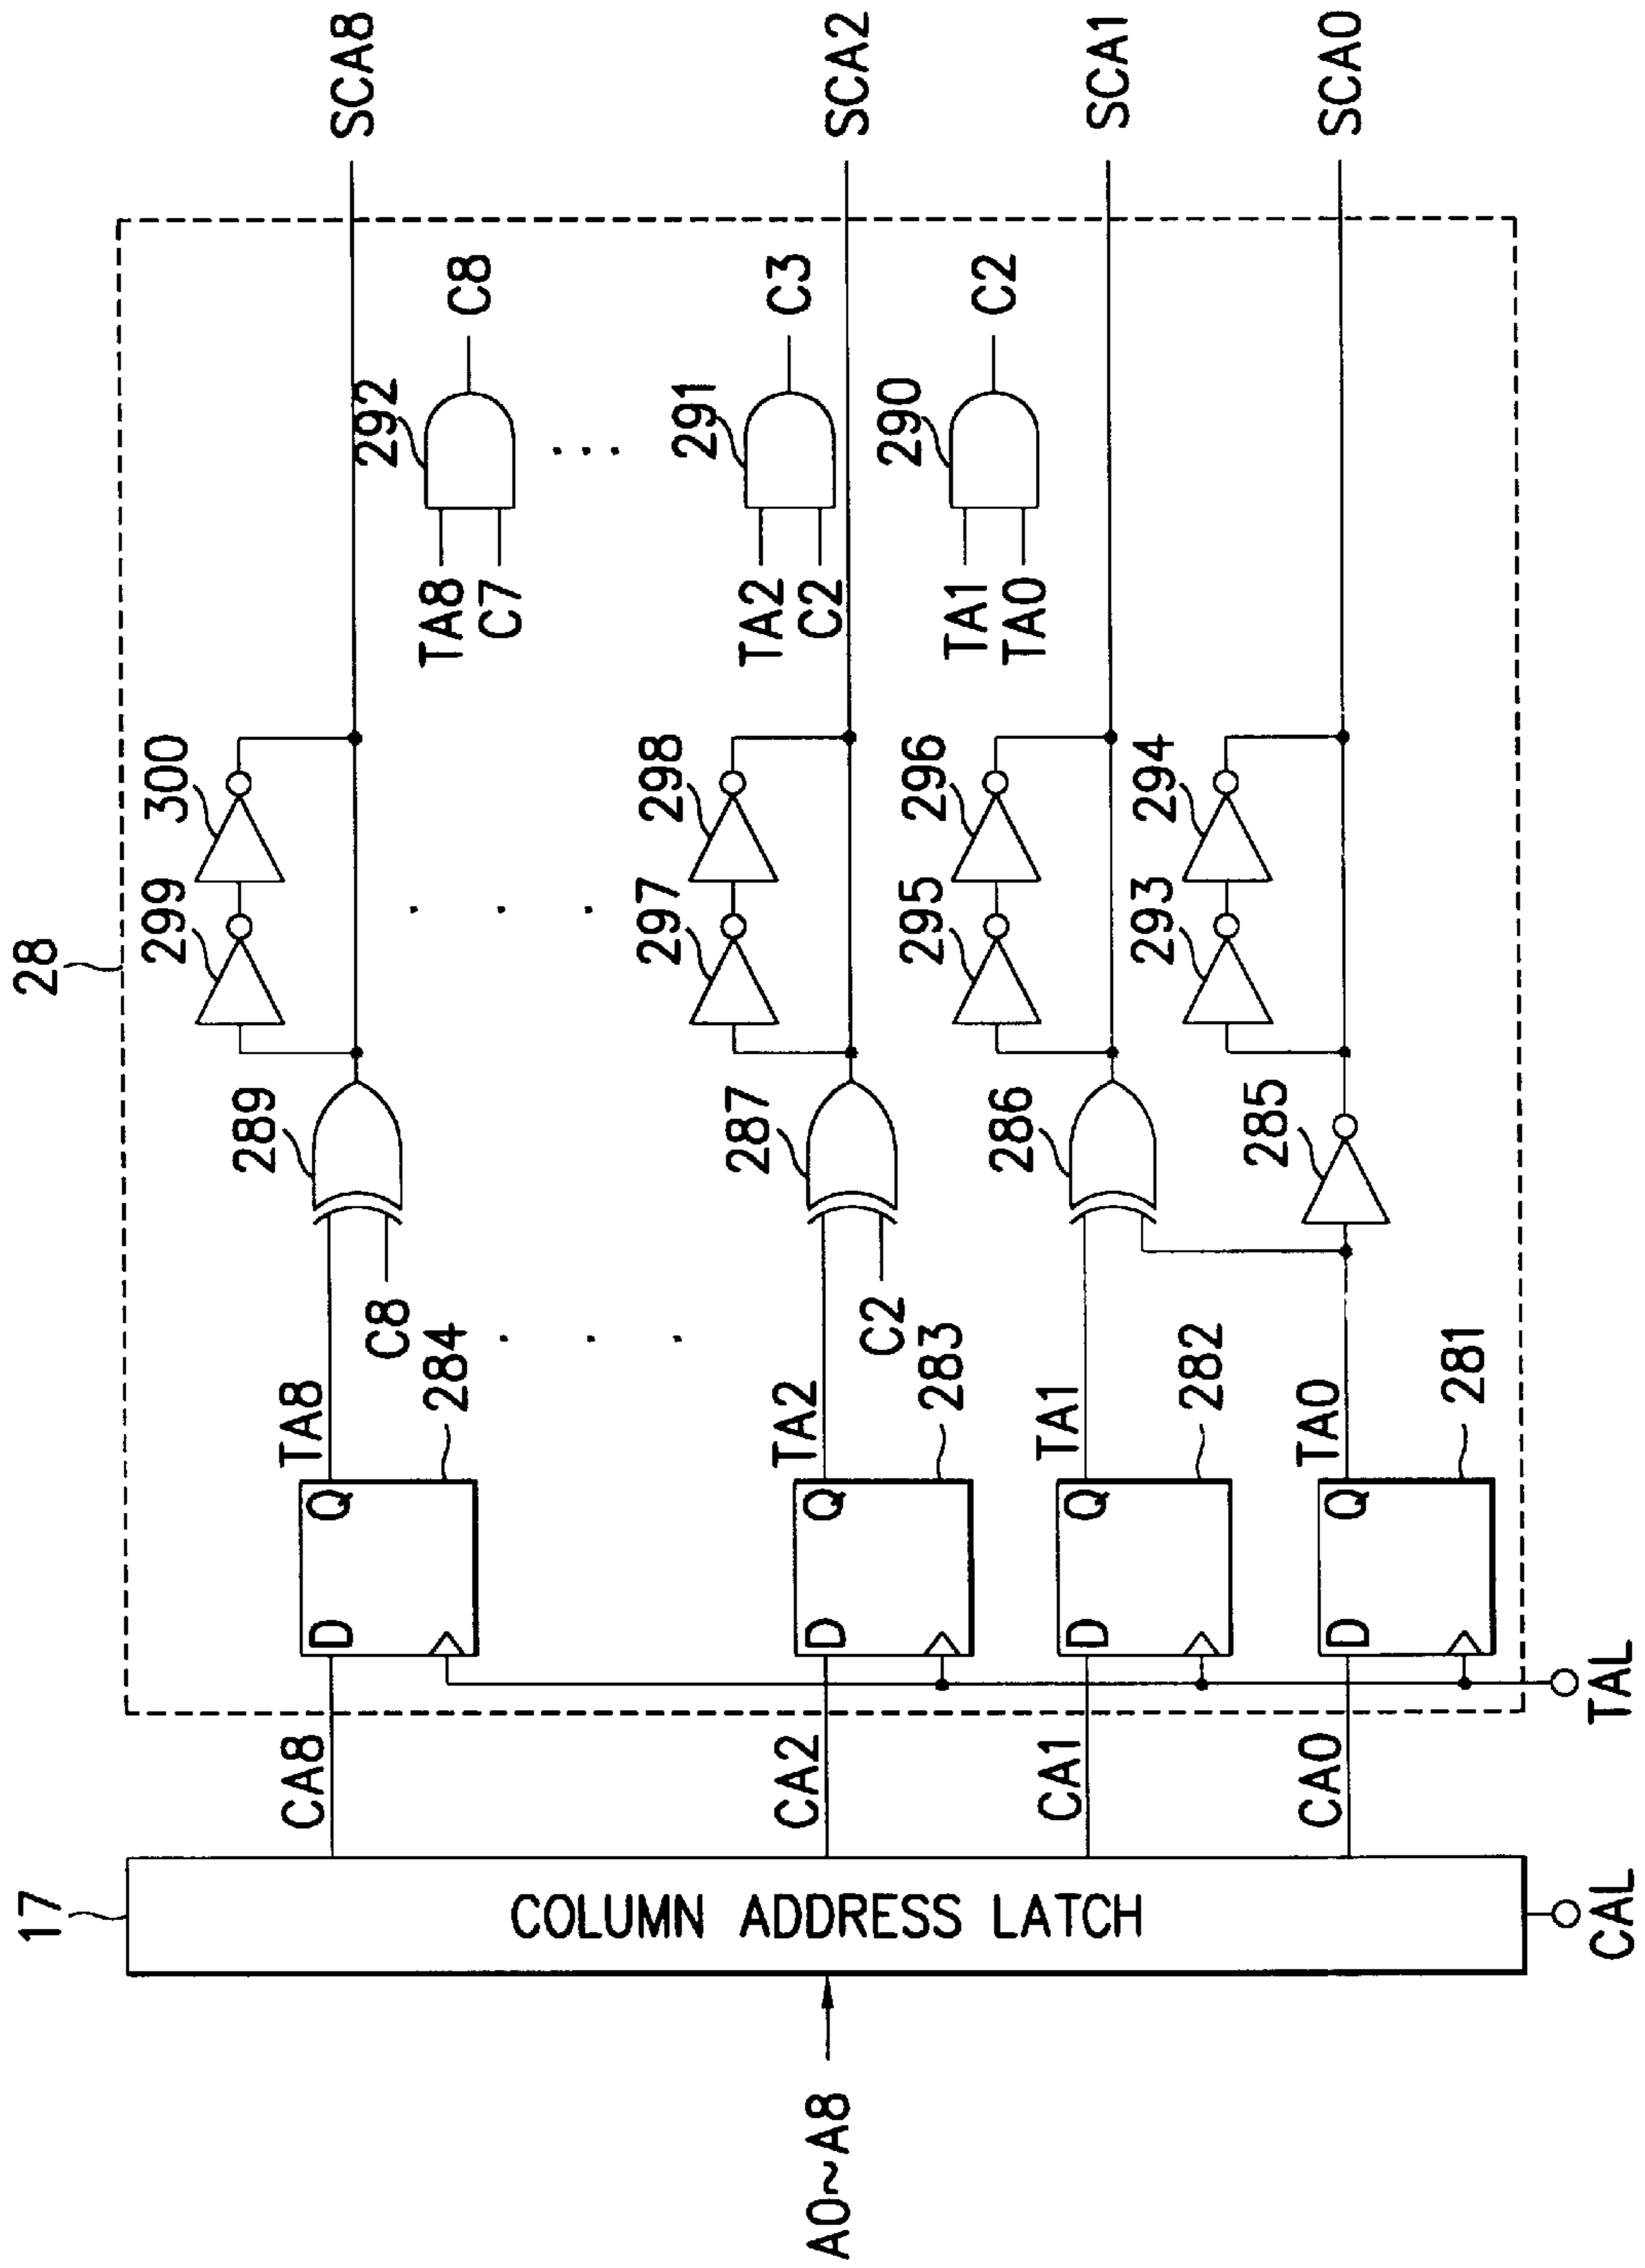 28
SCA8
SCA2
SCA1
SCA0
C8
C3
C2
292
291
290
TA8
C7
TA2
C2
TA1
TA0
300
298
296
294
299
297
295
293
289
287
286
285
C8
C2
284
283
282
281
TA8
TA2
TA1
TA0
D Q
D Q
D Q
D Q
TAL
CA8
CA2
CA1
CA0
17
COLUMN ADDRESS LATCH
CAL
A0~A8